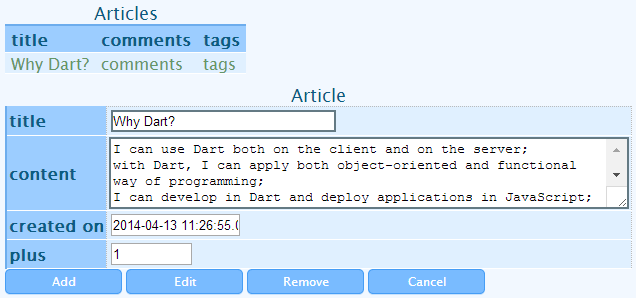 Articles
title comments tags
Why Dart? comments tags
Article
title Why Dart?
content I can use Dart both on the client and on the server;
with Dart, I can apply both object-oriented and functional
way of programming;
I can develop in Dart and deploy applications in JavaScript;
created on 2014-04-13 11:26:55.0
plus 1
Add Edit Remove Cancel